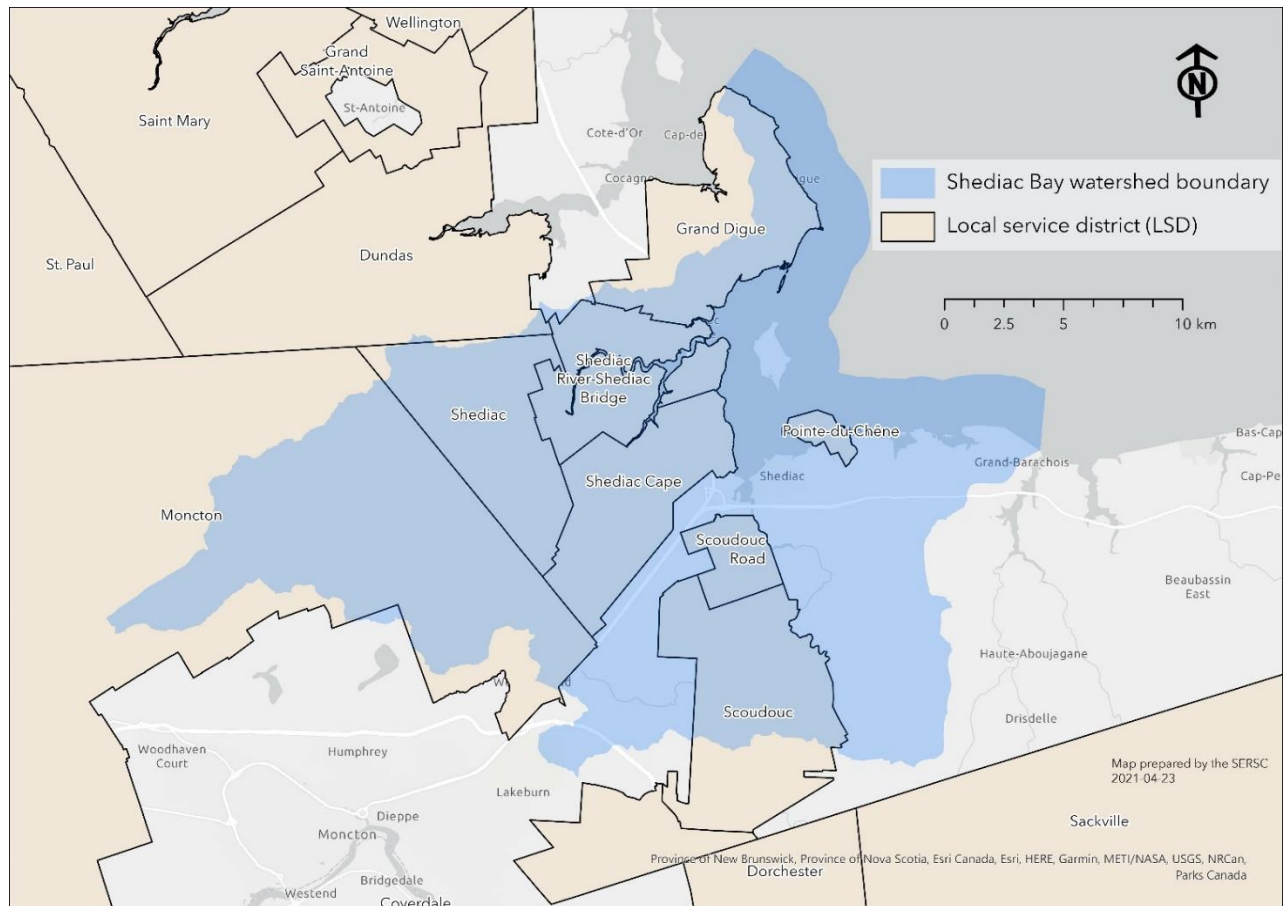 Wellington
Grand
Saint-Antoine
St-Antoine
Saint Mary
Cote-d'Or
Cap-de
Cocagne
gue
Shediac Bay watershed boundary
Grand Digue
Local service district (LSD)
Dundas
St. Paul
0 2.5 5 10 km
Shediac
River-Shediac
Bridge
Shediac
Pointe-du-Chêne
Bas-Cap
Grand-Barachois
Shediac
Cap-Pe
Shediac Cape
Moncton
Scoudouc
Road
Beaubassin
East
Haute-Aboujagane
Scoudouc
Drisdelle
Woodhaven
Court
Humphrey
Map prepared by the SERSC
2021-04-23
Lakeburn
Dieppe
Sackville
Moncton
Province of New Brunswick, Province of Nova Scotia, Esri Canada, Esri, HERE, Garmin, METI/NASA, USGS, NRCan,
Parks Canada
Dorchester
Bridgedale
Westend
Coverdale
N